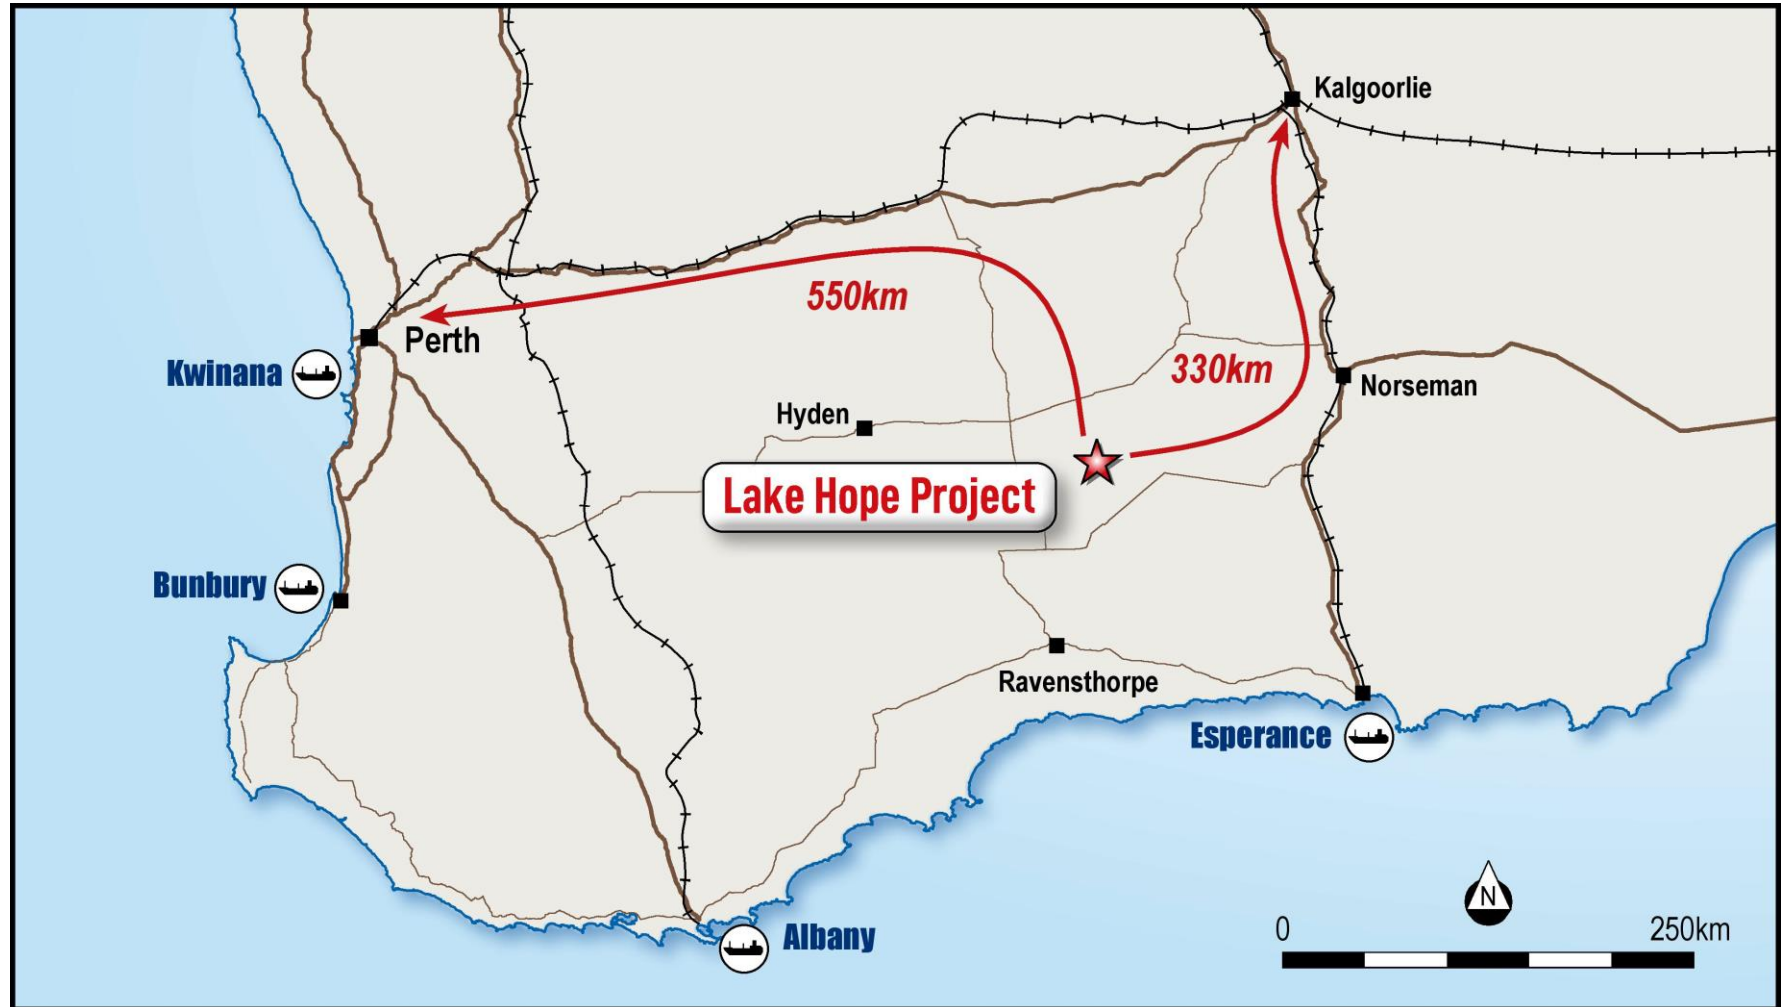 Kalgoorlie
550km
Perth
Kwinana
330km
Norseman
Hyden
Lake Hope Project
Bunbury
Ravensthorpe
Esperance
Albany
N
0
250km